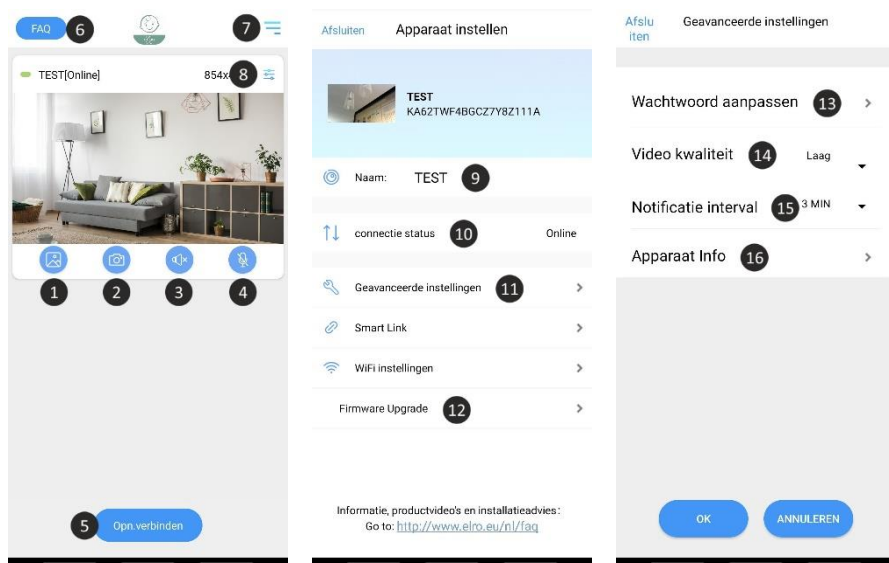 FAQ 6
7
TEST[Online] 854x4 8
1 2 3 4
5 Opn.verbinden
Afsluiten Apparaat instellen
TEST
KA62TWF4BGCZ7Y8Z111A
Naam: TEST 9
connectie status 10 Online
Geavanceerde instellingen 11
Smart Link
WiFi instellingen
Firmware Upgrade 12
Informatie, productvideo's en installatieadvies:
Go to: http://www.elro.eu/nl/faq
Afslu
iten
Geavanceerde instellingen
Wachtwoord aanpassen 13
Video kwaliteit 14 Laag
Notificatie interval 15 3 MIN
Apparaat Info 16
OK ANNULEREN